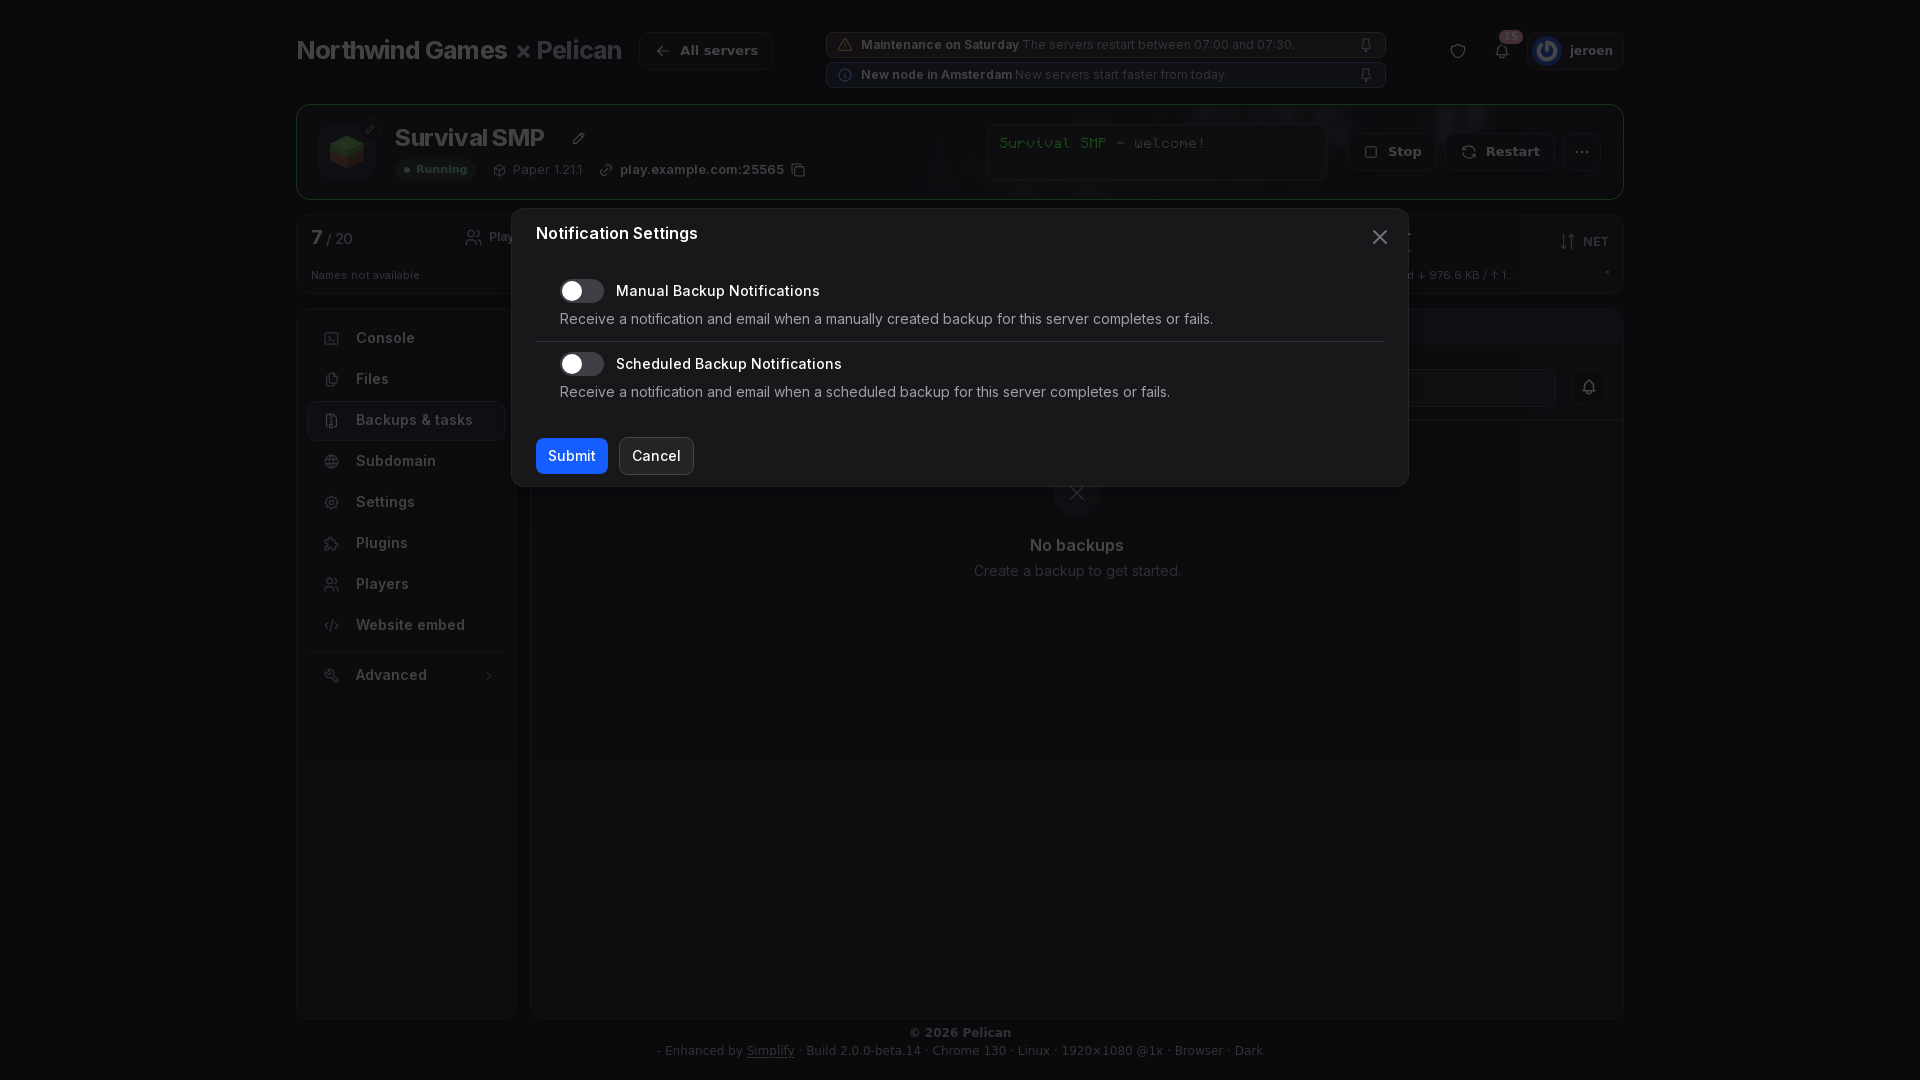 Northwind Games × Pelican
All servers
Maintenance on Saturday The servers restart between 07:00 and 07:30.
New node in Amsterdam New servers start faster from today.
15
jeroen
Survival SMP
Running
Paper 1.21.1
play.example.com:25565
Survival SMP - welcome!
Stop
Restart
7 / 20
Names not available
↓ 976.6 KB / ↑ 1....
NET
Notification Settings
Manual Backup Notifications
Receive a notification and email when a manually created backup for this server completes or fails.
Scheduled Backup Notifications
Receive a notification and email when a scheduled backup for this server completes or fails.
Submit
Cancel
Console
Files
Backups & tasks
Subdomain
Settings
Plugins
Players
Website embed
Advanced
No backups
Create a backup to get started.
© 2026 Pelican
- Enhanced by Simplify · Build 2.0.0-beta.14 · Chrome 130 · Linux · 1920×1080 @1x · Browser · Dark